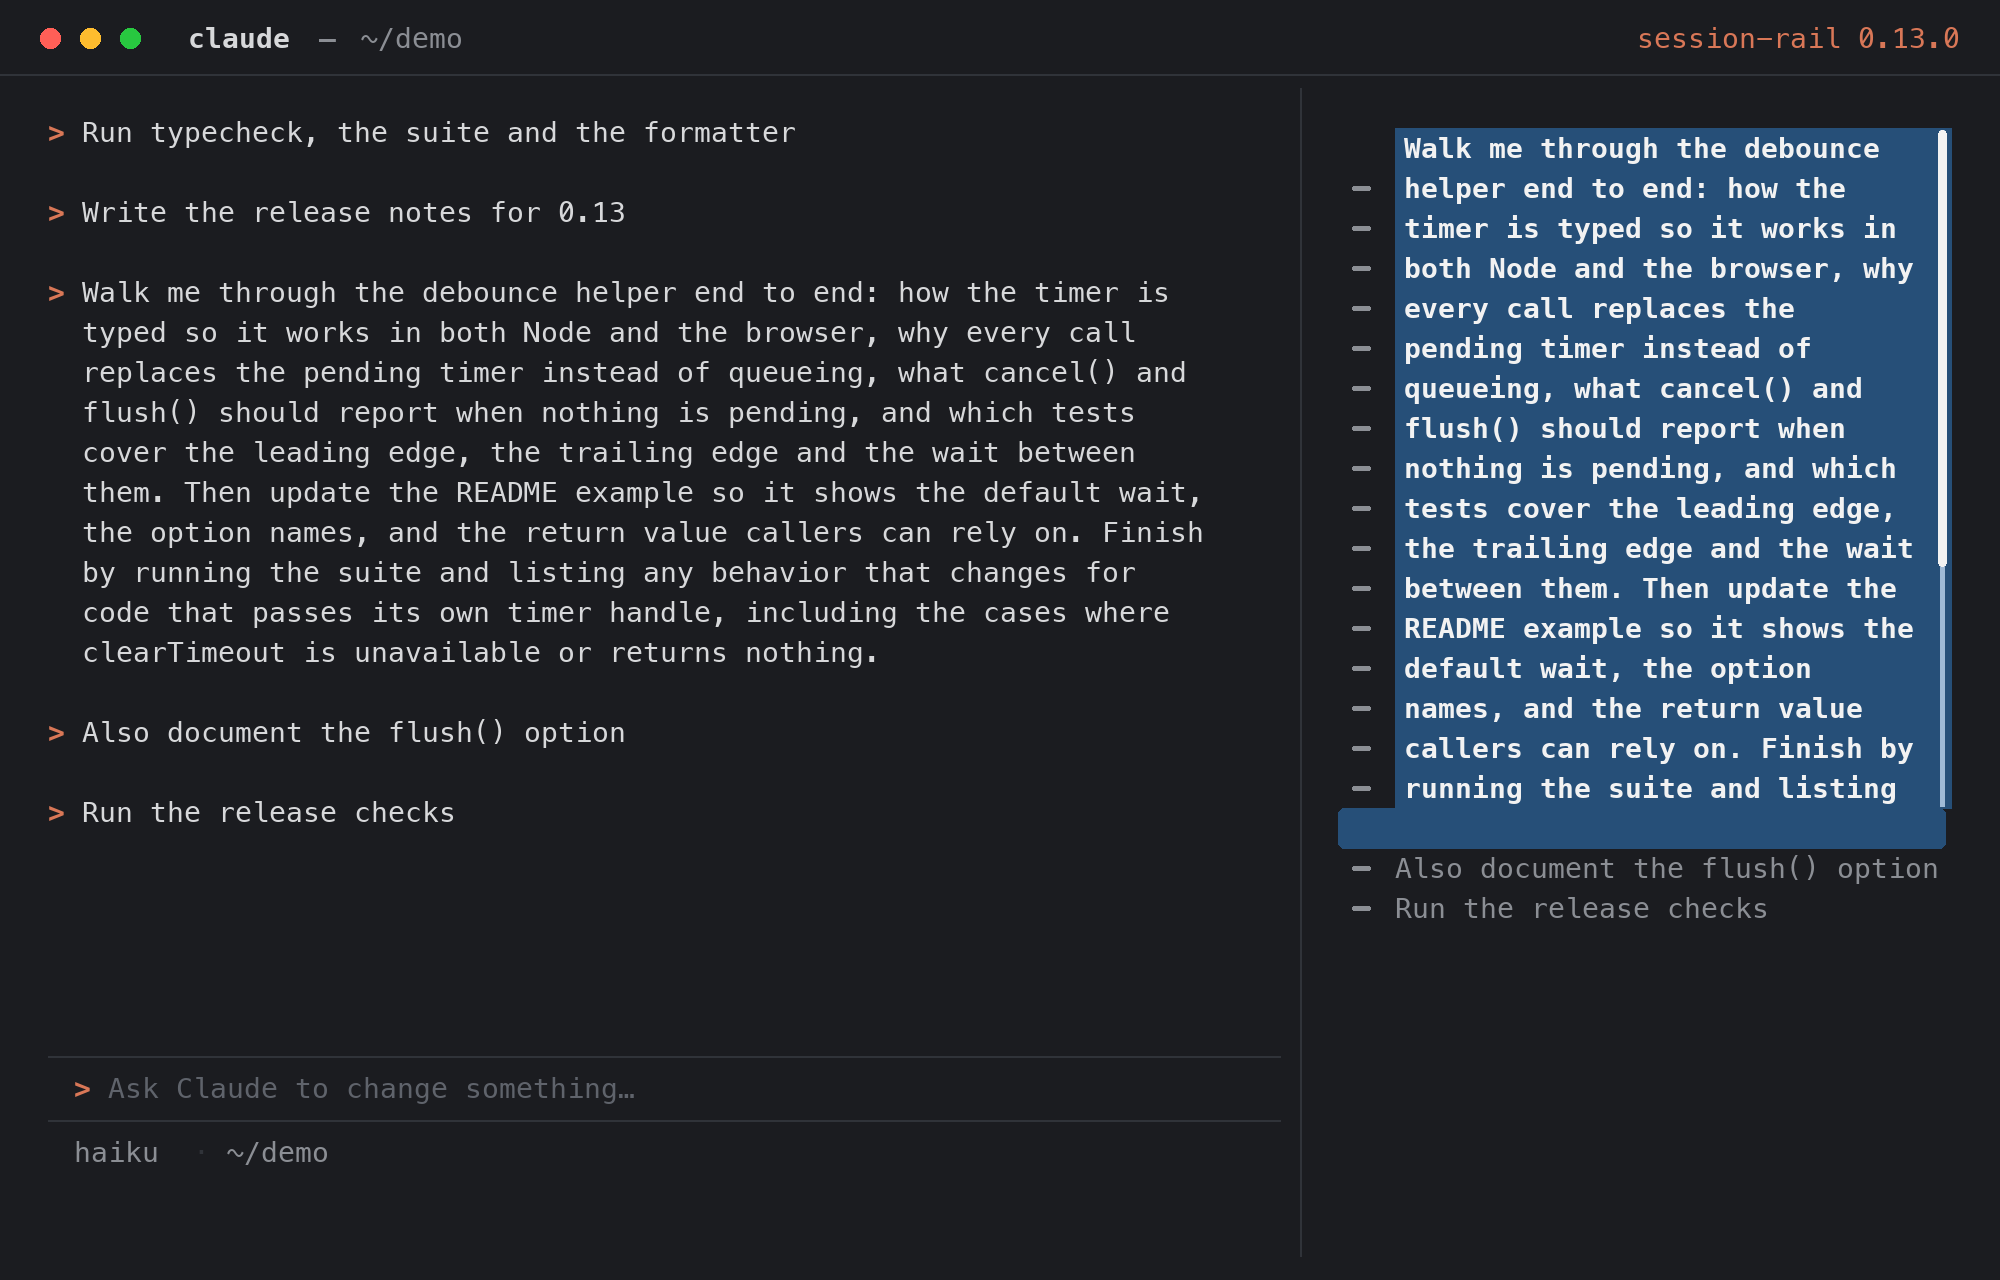 claude — ~/demo
session-rail 0.13.0
> Run typecheck, the suite and the formatter
> Write the release notes for 0.13
> Walk me through the debounce helper end to end: how the timer is
typed so it works in both Node and the browser, why every call
replaces the pending timer instead of queueing, what cancel() and
flush() should report when nothing is pending, and which tests
cover the leading edge, the trailing edge and the wait between
them. Then update the README example so it shows the default wait,
the option names, and the return value callers can rely on. Finish
by running the suite and listing any behavior that changes for
code that passes its own timer handle, including the cases where
clearTimeout is unavailable or returns nothing.
> Also document the flush() option
> Run the release checks
> Ask Claude to change something…
haiku · ~/demo
Walk me through the debounce
helper end to end: how the
timer is typed so it works in
both Node and the browser, why
every call replaces the
pending timer instead of
queueing, what cancel() and
flush() should report when
nothing is pending, and which
tests cover the leading edge,
the trailing edge and the wait
between them. Then update the
README example so it shows the
default wait, the option
names, and the return value
callers can rely on. Finish by
running the suite and listing
Also document the flush() option
Run the release checks